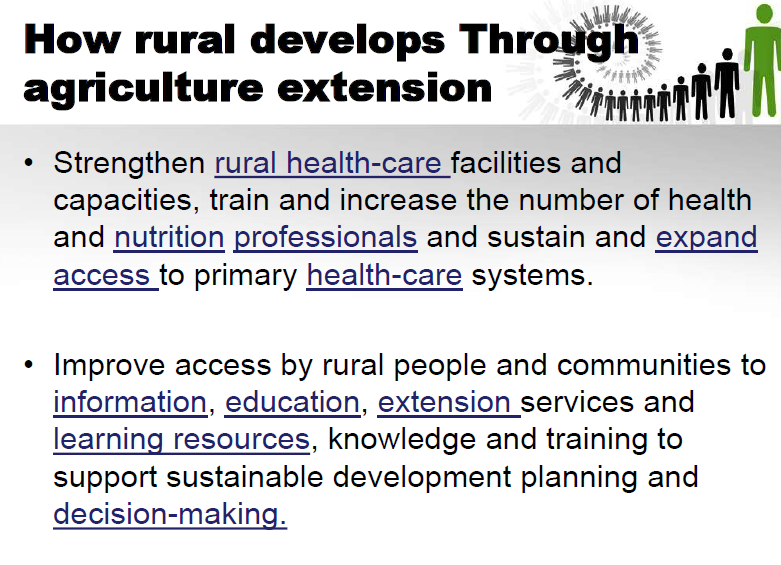 How rural develops Through
agriculture extension
• Strengthen rural health-care facilities and
capacities, train and increase the number of health
and nutrition professionals and sustain and expand
access to primary health-care systems.
• Improve access by rural people and communities to
information, education, extension services and
learning resources, knowledge and training to
support sustainable development planning and
decision-making.